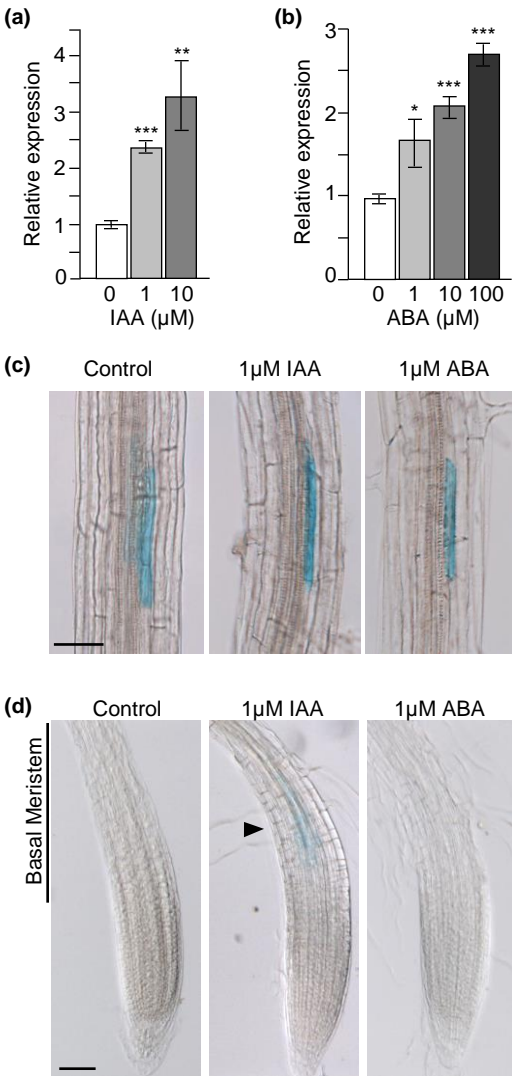 (a)
Relative expression
4
3
2
1
0
**
***
0 1 10
IAA (µM)
(b)
Relative expression
3
2
1
0
*
***
***
0 1 10 100
ABA (µM)
(c)
Control
1µM IAA
1µM ABA
(d)
Control
1µM IAA
1µM ABA
Basal Meristem